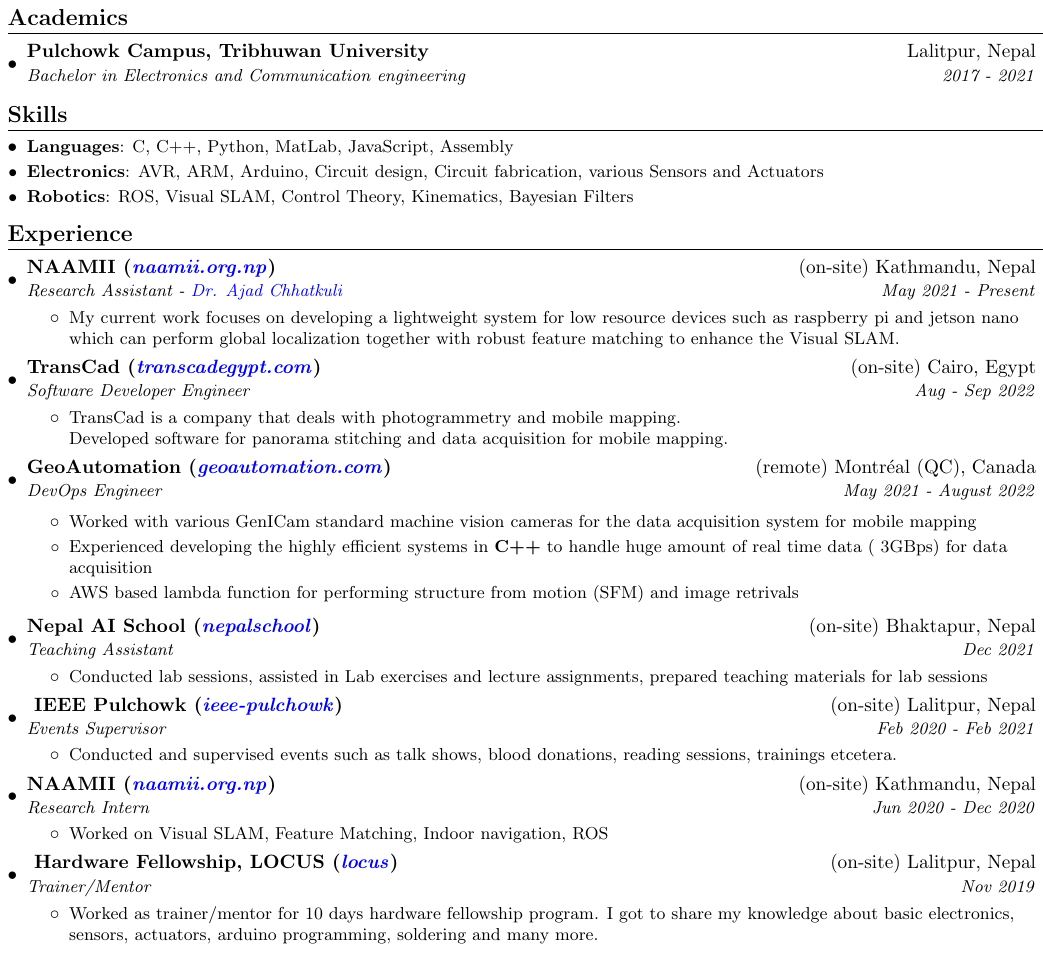 Academics
• Pulchowk Campus, Tribhuwan University Lalitpur, Nepal
Bachelor in Electronics and Communication engineering 2017 - 2021
Skills
• Languages: C, C++, Python, MatLab, JavaScript, Assembly
• Electronics: AVR, ARM, Arduino, Circuit design, Circuit fabrication, various Sensors and Actuators
• Robotics: ROS, Visual SLAM, Control Theory, Kinematics, Bayesian Filters
Experience
• NAAMII (naamii.org.np) (on-site) Kathmandu, Nepal
Research Assistant - Dr. Ajad Chhatkuli May 2021 - Present
◦ My current work focuses on developing a lightweight system for low resource devices such as raspberry pi and jetson nano
which can perform global localization together with robust feature matching to enhance the Visual SLAM.
• TransCad (transcadegypt.com) (on-site) Cairo, Egypt
Software Developer Engineer Aug - Sep 2022
◦ TransCad is a company that deals with photogrammetry and mobile mapping.
Developed software for panorama stitching and data acquisition for mobile mapping.
• GeoAutomation (geoautomation.com) (remote) Montréal (QC), Canada
DevOps Engineer May 2021 - August 2022
◦ Worked with various GenICam standard machine vision cameras for the data acquisition system for mobile mapping
◦ Experienced developing the highly efficient systems in C++ to handle huge amount of real time data ( 3GBps) for data
acquisition
◦ AWS based lambda function for performing structure from motion (SFM) and image retrivals
• Nepal AI School (nepalschool) (on-site) Bhaktapur, Nepal
Teaching Assistant Dec 2021
◦ Conducted lab sessions, assisted in Lab exercises and lecture assignments, prepared teaching materials for lab sessions
• IEEE Pulchowk (ieee-pulchowk) (on-site) Lalitpur, Nepal
Events Supervisor Feb 2020 - Feb 2021
◦ Conducted and supervised events such as talk shows, blood donations, reading sessions, trainings etcetera.
• NAAMII (naamii.org.np) (on-site) Kathmandu, Nepal
Research Intern Jun 2020 - Dec 2020
◦ Worked on Visual SLAM, Feature Matching, Indoor navigation, ROS
• Hardware Fellowship, LOCUS (locus) (on-site) Lalitpur, Nepal
Trainer/Mentor Nov 2019
◦ Worked as trainer/mentor for 10 days hardware fellowship program. I got to share my knowledge about basic electronics,
sensors, actuators, arduino programming, soldering and many more.